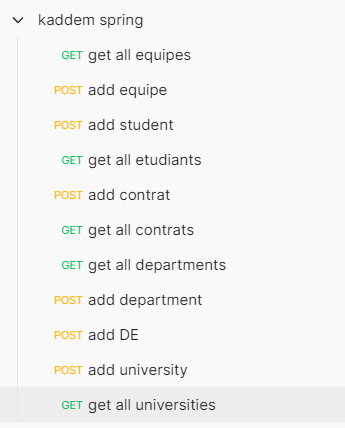 kaddem spring
GET get all equipes
POST add equipe
POST add student
GET get all etudiants
POST add contrat
GET get all contrats
GET get all departments
POST add department
POST add DE
POST add university
GET get all universities